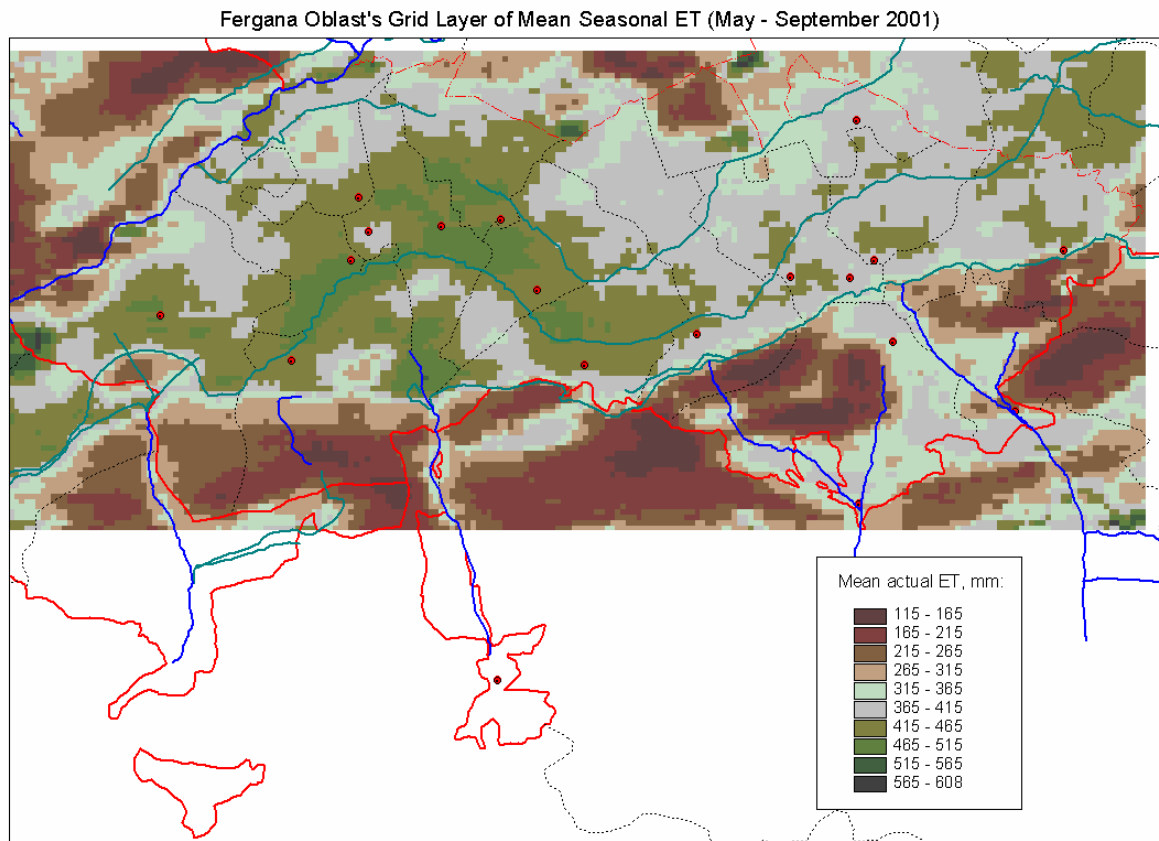 Fergana Oblast's Grid Layer of Mean Seasonal ET (May - September 2001)
Mean actual ET, mm:
115 - 165
165 - 215
215 - 265
265 - 315
315 - 365
365 - 415
415 - 465
465 - 515
515 - 565
565 - 608